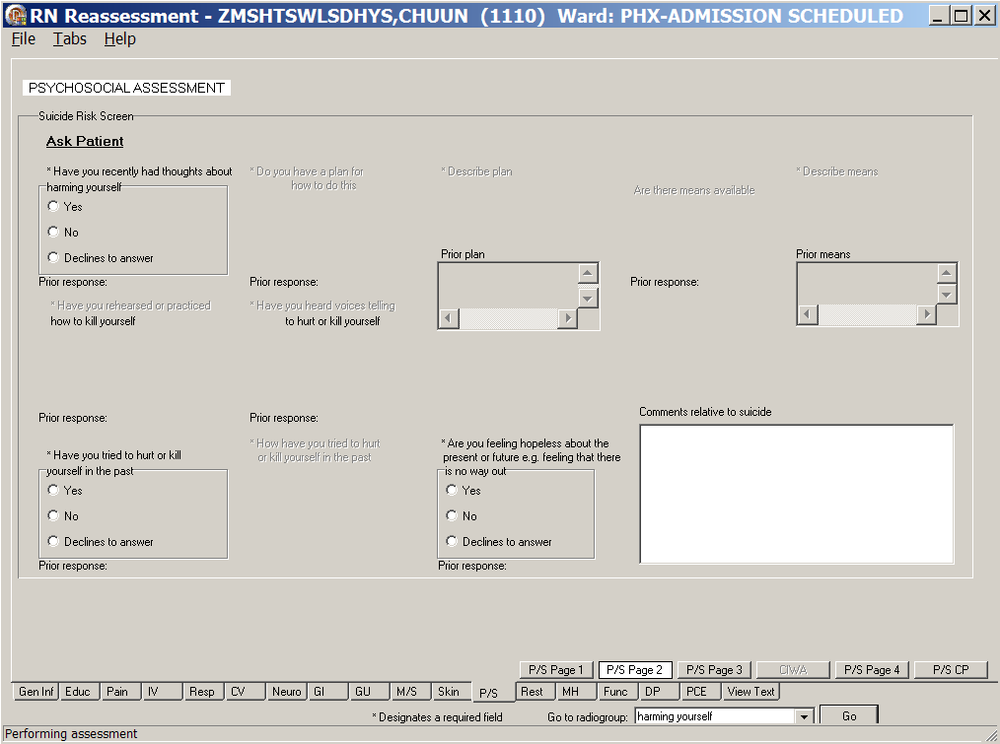 RN Reassessment - ZMSHTSWLSDHYS,CHUUN (1110) Ward: PHX-ADMISSION SCHEDULED
File Tabs Help
PSYCHOSOCIAL ASSESSMENT
Suicide Risk Screen
Ask Patient
* Have you recently had thoughts about
harming yourself
Yes
No
Declines to answer
Prior response:
* Do you have a plan for
how to do this
Prior response:
* Describe plan
Prior plan
Are there means available
Prior response:
* Describe means
Prior means
* Have you rehearsed or practiced
how to kill yourself
Prior response:
* Have you heard voices telling
to hurt or kill yourself
Prior response:
* Have you tried to hurt or kill
yourself in the past
Yes
No
Declines to answer
Prior response:
* How have you tried to hurt
or kill yourself in the past
* Are you feeling hopeless about the
present or future e.g. feeling that there
is no way out
Yes
No
Declines to answer
Prior response:
Comments relative to suicide
P/S Page 1 P/S Page 2 P/S Page 3 CIWA P/S Page 4 P/S CP
Gen Inf Educ Pain IV Resp CV Neuro GI GU M/S Skin P/S Rest MH Func DP PCE View Text
* Designates a required field Go to radiogroup: harming yourself Go
Performing assessment